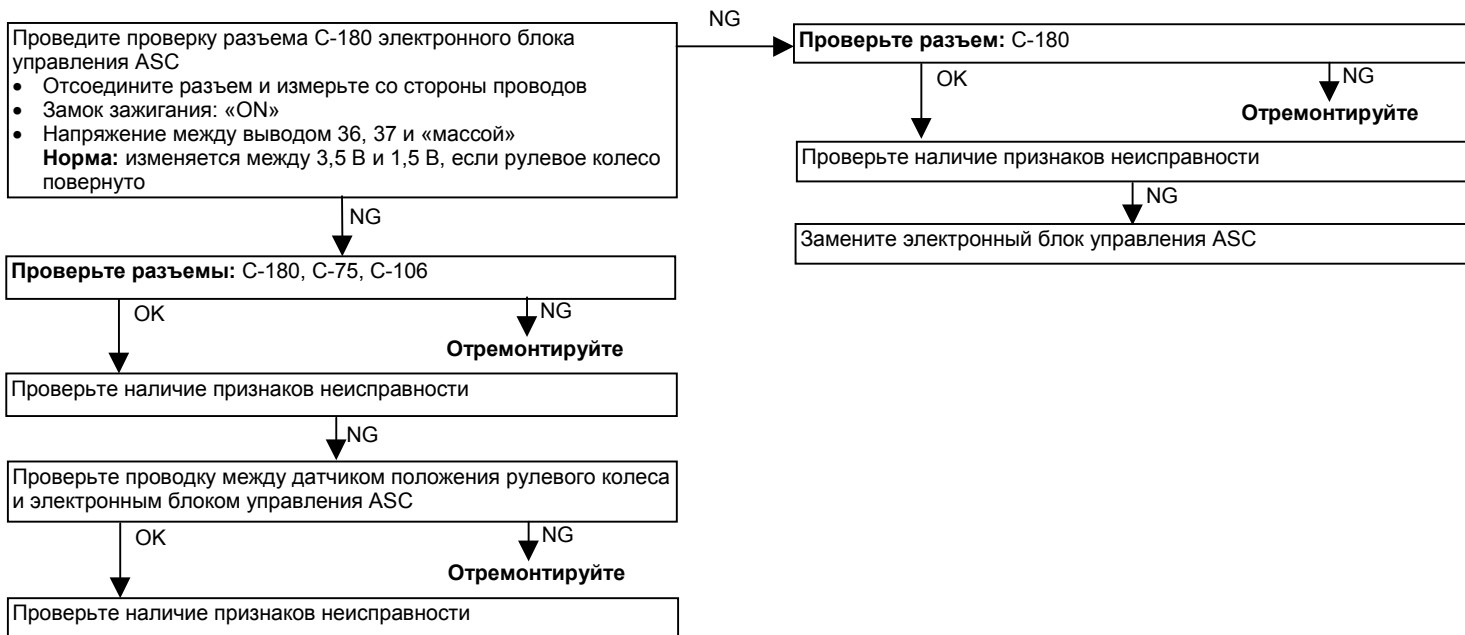 Проведите проверку разъема С-180 электронного блока
управления ASC
• Отсоедините разъем и измерьте со стороны проводов
• Замок зажигания: «ON»
• Напряжение между выводом 36, 37 и «массой»
Норма: изменяется между 3,5 В и 1,5 В, если рулевое колесо
повернуто
NG
Проверьте разъем: С-180
OK
NG
Отремонтируйте
Проверьте наличие признаков неисправности
NG
Замените электронный блок управления ASC
NG
Проверьте разъемы: С-180, С-75, С-106
OK
NG
Отремонтируйте
Проверьте наличие признаков неисправности
NG
Проверьте проводку между датчиком положения рулевого колеса
и электронным блоком управления ASC
OK
NG
Отремонтируйте
Проверьте наличие признаков неисправности